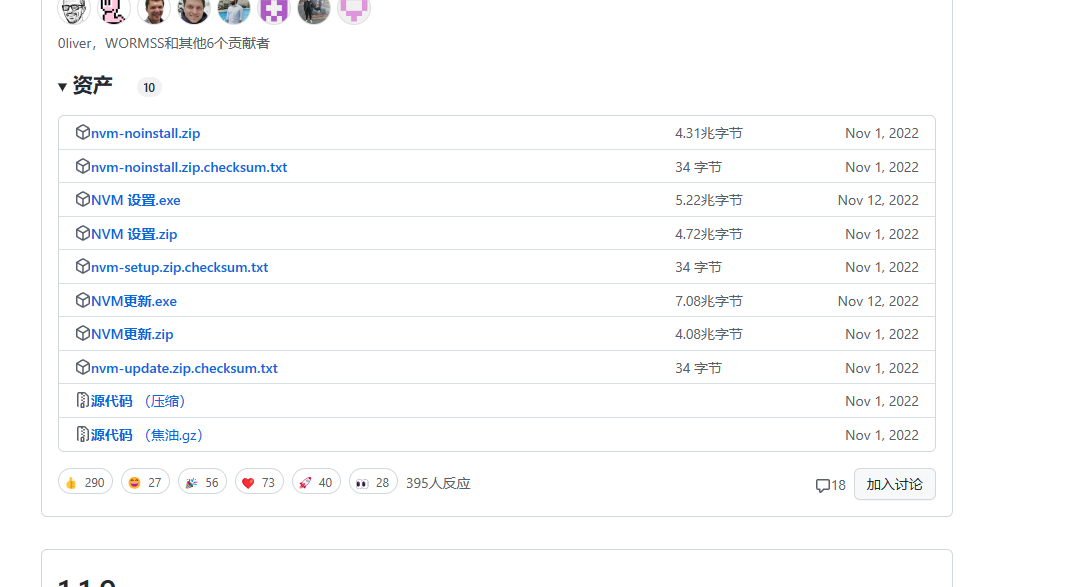 0liver，WORMSS和其他6个贡献者
▾ 资产 10
nvm-noinstall.zip 4.31兆字节 Nov 1, 2022
nvm-noinstall.zip.checksum.txt 34 字节 Nov 1, 2022
NVM 设置.exe 5.22兆字节 Nov 12, 2022
NVM 设置.zip 4.72兆字节 Nov 1, 2022
nvm-setup.zip.checksum.txt 34 字节 Nov 1, 2022
NVM更新.exe 7.08兆字节 Nov 12, 2022
NVM更新.zip 4.08兆字节 Nov 1, 2022
nvm-update.zip.checksum.txt 34 字节 Nov 1, 2022
源代码 （压缩） Nov 1, 2022
源代码 （焦油.gz） Nov 1, 2022
👍 290 😄 27 🎉 56 ❤️ 73 🚀 40 👀 28 395人反应 18 加入讨论